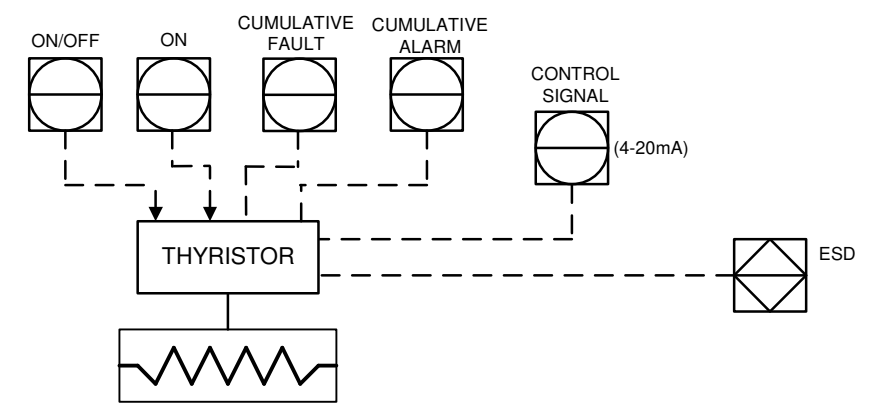 ON/OFF
ON
CUMULATIVE
FAULT
CUMULATIVE
ALARM
CONTROL
SIGNAL
(4-20mA)
THYRISTOR
ESD